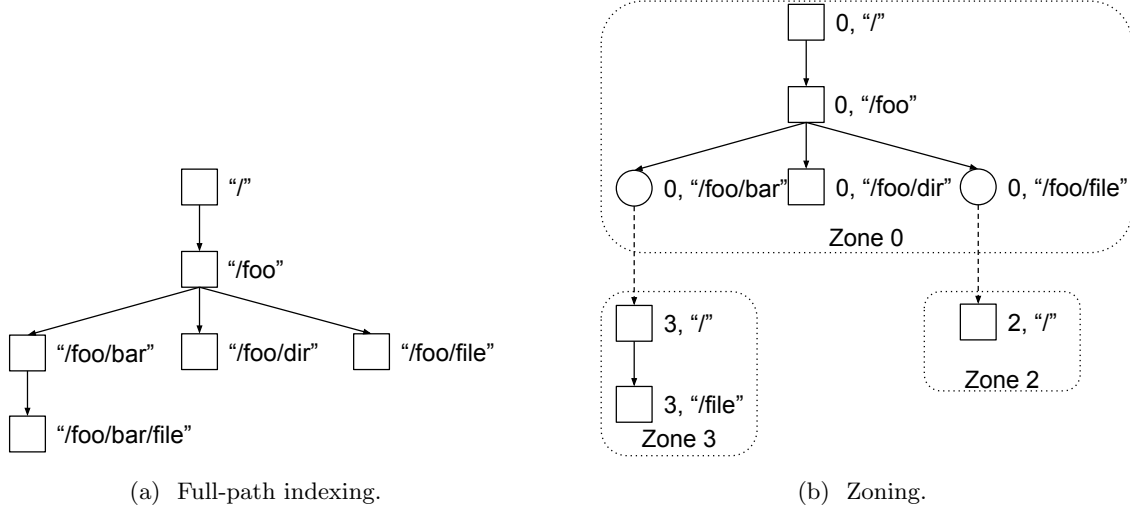 “/”
“/foo”
“/foo/bar”
“/foo/dir”
“/foo/file”
“/foo/bar/file”
(a) Full-path indexing.
0, “/”
0, “/foo”
0, “/foo/bar”
0, “/foo/dir”
0, “/foo/file”
Zone 0
3, “/”
3, “/file”
Zone 3
2, “/”
Zone 2
(b) Zoning.